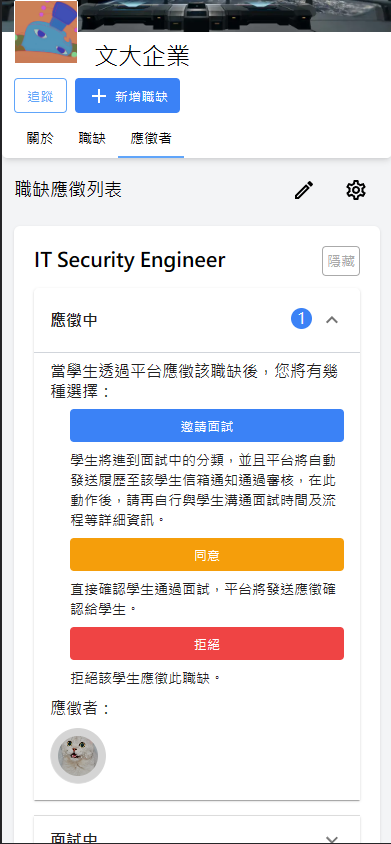 文大企業
追蹤
新增職缺
關於
職缺
應徵者
職缺應徵列表
IT Security Engineer
隱藏
應徵中
1
當學生透過平台應徵該職缺後，您將有幾
種選擇：
邀請面試
學生將進到面試中的分類，並且平台將自動
發送履歷至該學生信箱通知通過審核，在此
動作後，請再自行與學生溝通面試時間及流
程等詳細資訊。
同意
直接確認學生通過面試，平台將發送應徵確
認給學生。
拒絕
拒絕該學生應徵此職缺。
應徵者：
面試中